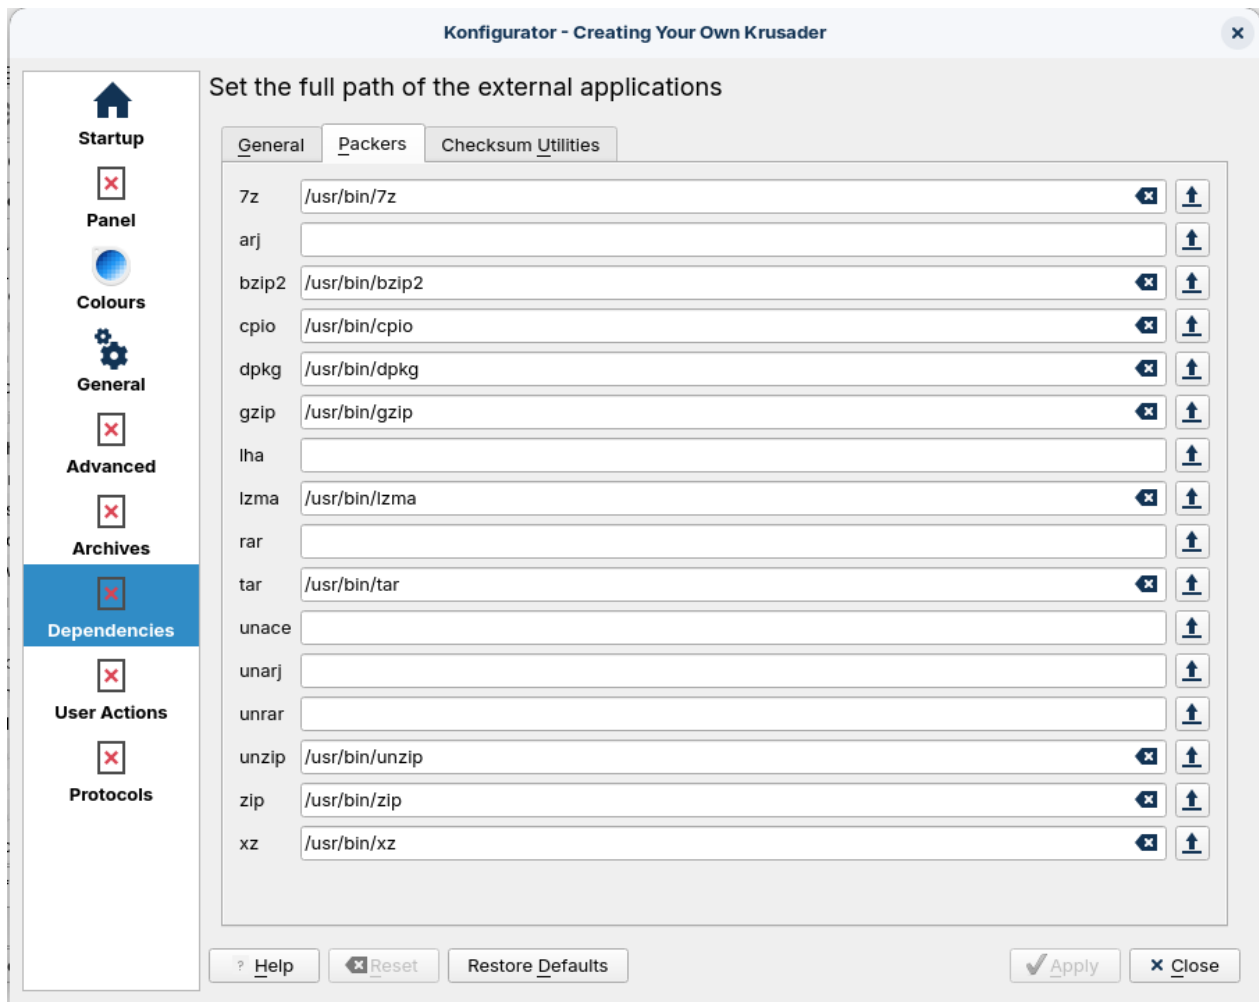 Konfigurator - Creating Your Own Krusader
Startup
Panel
Colours
General
Advanced
Archives
Dependencies
User Actions
Protocols
Set the full path of the external applications
General Packers Checksum Utilities
7z /usr/bin/7z
arj
bzip2 /usr/bin/bzip2
cpio /usr/bin/cpio
dpkg /usr/bin/dpkg
gzip /usr/bin/gzip
lha
lzma /usr/bin/lzma
rar
tar /usr/bin/tar
unace
unarj
unrar
unzip /usr/bin/unzip
zip /usr/bin/zip
xz /usr/bin/xz
? Help Reset Restore Defaults Apply Close